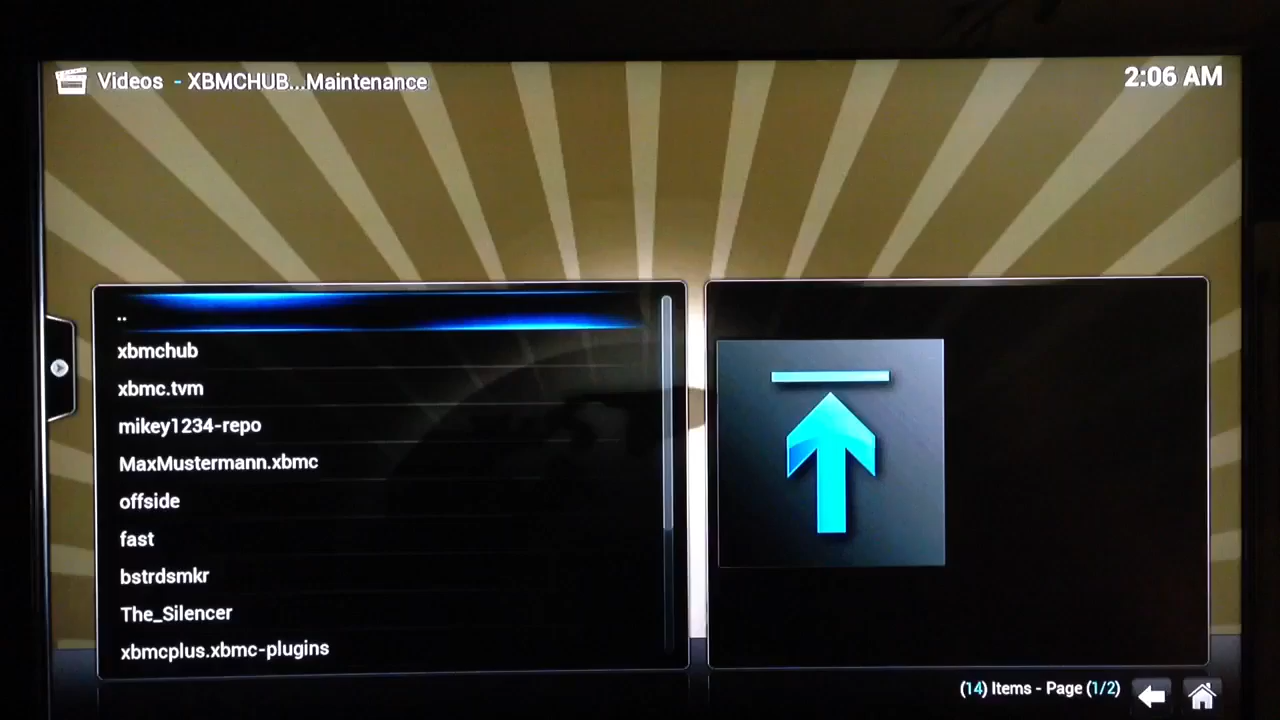 Videos - XBMCHUB...Maintenance
2:06 AM
..
xbmchub
xbmc.tvm
mikey1234-repo
MaxMustermann.xbmc
offside
fast
bstrdsmkr
The_Silencer
xbmcplus.xbmc-plugins
(14) Items - Page (1/2)